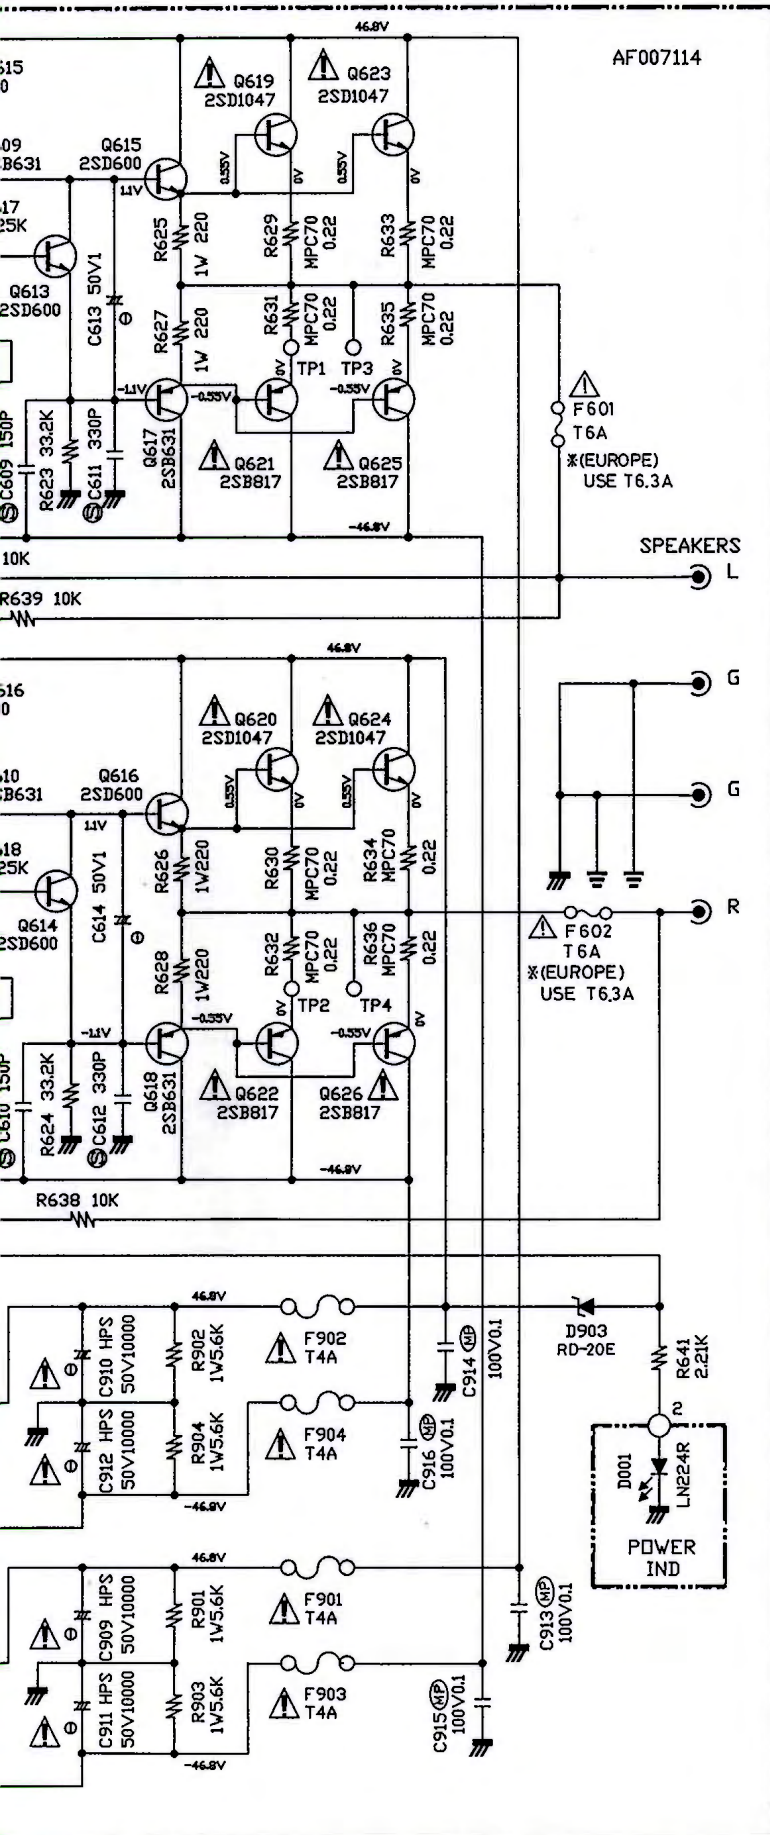 46.8V
AF007114
Q619
2SD1047
Q623
2SD1047
Q615
2SD600
B631
25K
1.1V
0.55V
0V
0.55V
0V
R625
1W 220
R629
MPC70
0.22
R633
MPC70
0.22
Q613
2SD600
C613 50V1
R627
1W 220
R631
MPC70
0.22
R635
MPC70
0.22
TP1
TP3
-1.1V
-0.55V
0V
-0.55V
0V
C609 150P
R623 33.2K
C611 330P
Q617
2SB631
Q621
2SB817
Q625
2SB817
F601
T6A
※(EUROPE)
USE T6.3A
-46.8V
10K
SPEAKERS
L
R639 10K
46.8V
G
Q620
2SD1047
Q624
2SD1047
Q616
2SD600
B631
25K
1.1V
0.55V
0V
0.55V
0V
G
R626
1W220
R630
MPC70
0.22
R634
MPC70
0.22
Q614
2SD600
C614 50V1
R
F602
T6A
※(EUROPE)
USE T6.3A
R628
1W220
R632
MPC70
0.22
R636
MPC70
0.22
TP2
TP4
-1.1V
-0.55V
0V
-0.55V
0V
C610 150P
R624 33.2K
C612 330P
Q618
2SB631
Q622
2SB817
Q626
2SB817
-46.8V
R638 10K
46.8V
C910 HPS
50V10000
R902
1W5.6K
F902
T4A
C914 MP
100V0.1
D903
RD-20E
R641
2.21K
C912 HPS
50V10000
R904
1W5.6K
F904
T4A
C916 MP
100V0.1
-46.8V
2
D001
LN224R
POWER
IND
46.8V
C909 HPS
50V10000
R901
1W5.6K
F901
T4A
C913 MP
100V0.1
C911 HPS
50V10000
R903
1W5.6K
F903
T4A
C915 MP
100V0.1
-46.8V